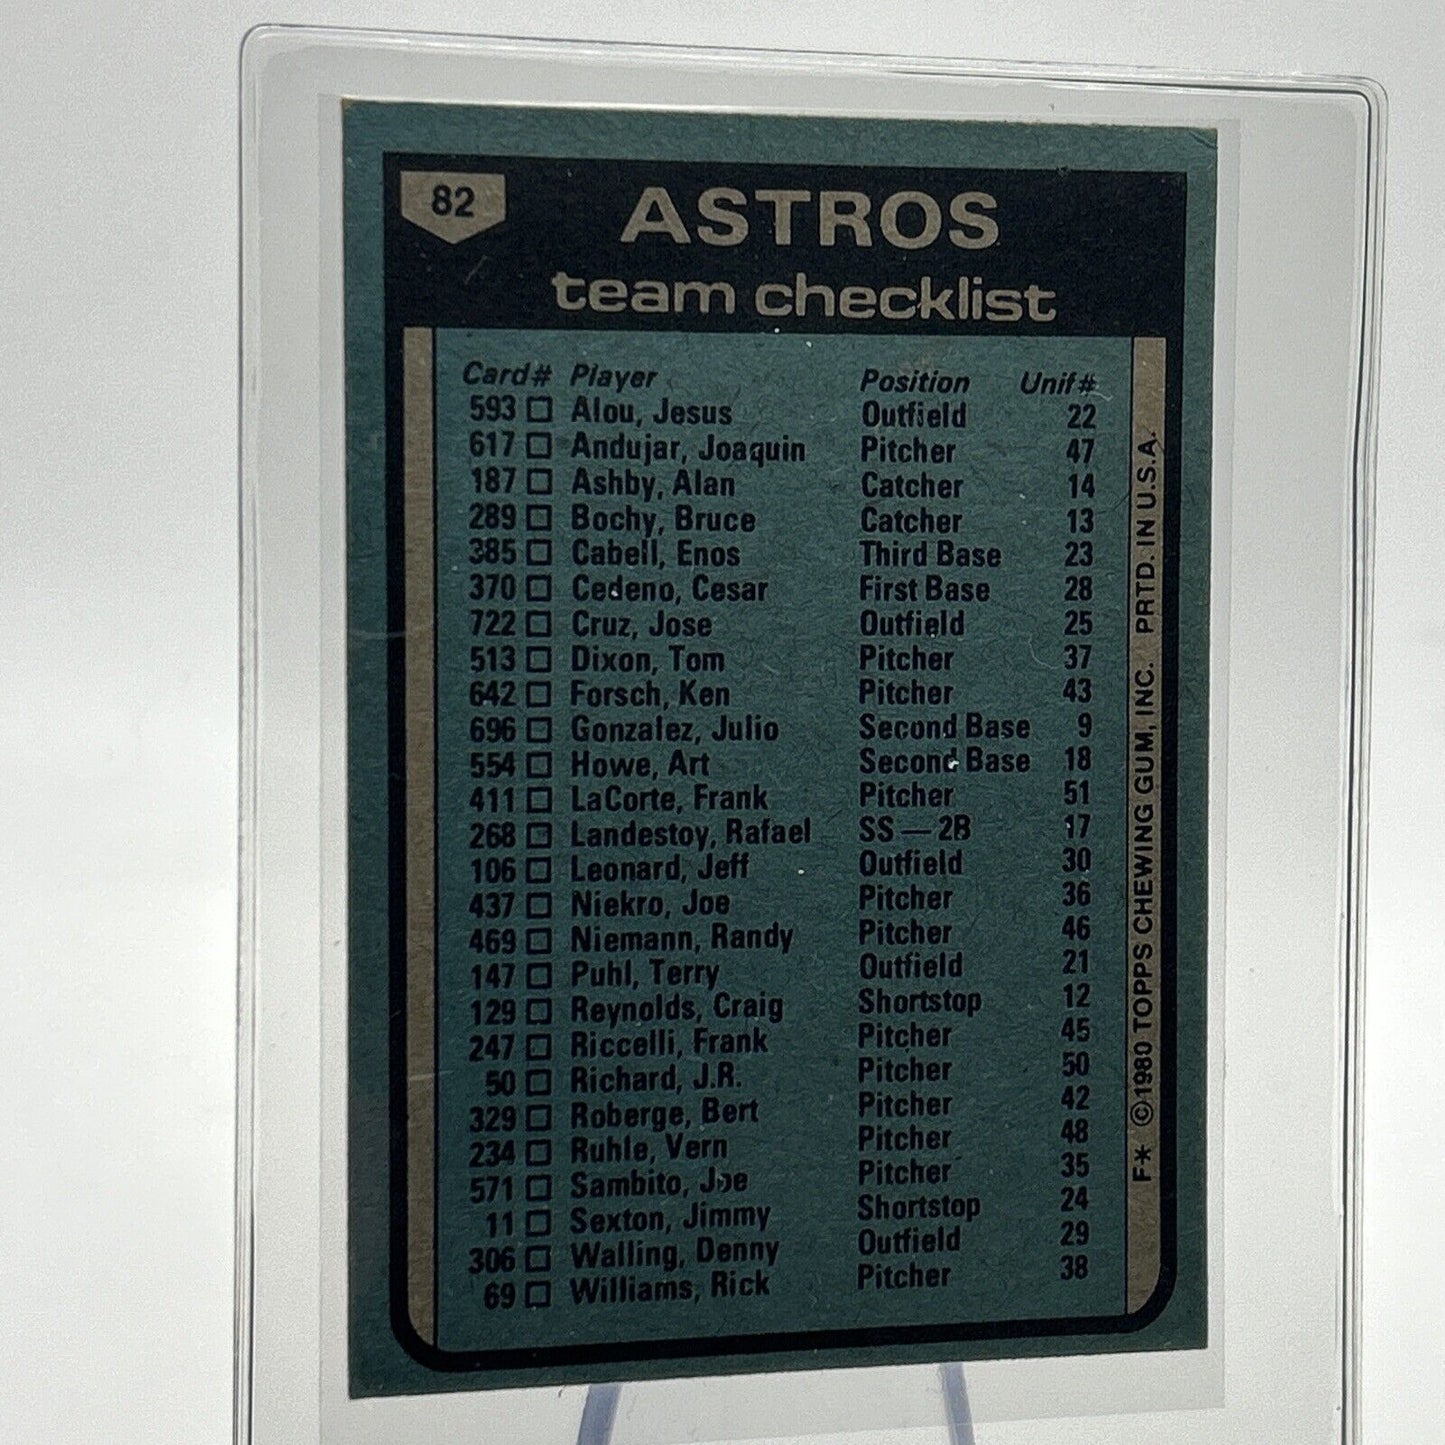 82
ASTROS
team checklist
Card# Player Position Unif#
593 □ Alou, Jesus Outfield 22
617 □ Andujar, Joaquin Pitcher 47
187 □ Ashby, Alan Catcher 14
289 □ Bochy, Bruce Catcher 13
385 □ Cabell, Enos Third Base 23
370 □ Cedeno, Cesar First Base 28
722 □ Cruz, Jose Outfield 25
513 □ Dixon, Tom Pitcher 37
642 □ Forsch, Ken Pitcher 43
696 □ Gonzalez, Julio Second Base 9
554 □ Howe, Art Second Base 18
411 □ LaCorte, Frank Pitcher 51
268 □ Landestoy, Rafael SS — 2B 17
106 □ Leonard, Jeff Outfield 30
437 □ Niekro, Joe Pitcher 36
469 □ Niemann, Randy Pitcher 46
147 □ Puhl, Terry Outfield 21
129 □ Reynolds, Craig Shortstop 12
247 □ Riccelli, Frank Pitcher 45
50 □ Richard, J.R. Pitcher 50
329 □ Roberge, Bert Pitcher 42
234 □ Ruhle, Vern Pitcher 48
571 □ Sambito, Joe Pitcher 35
11 □ Sexton, Jimmy Shortstop 24
306 □ Walling, Denny Outfield 29
69 □ Williams, Rick Pitcher 38
F* ©1980 TOPPS CHEWING GUM, INC. PRTD. IN U.S.A.